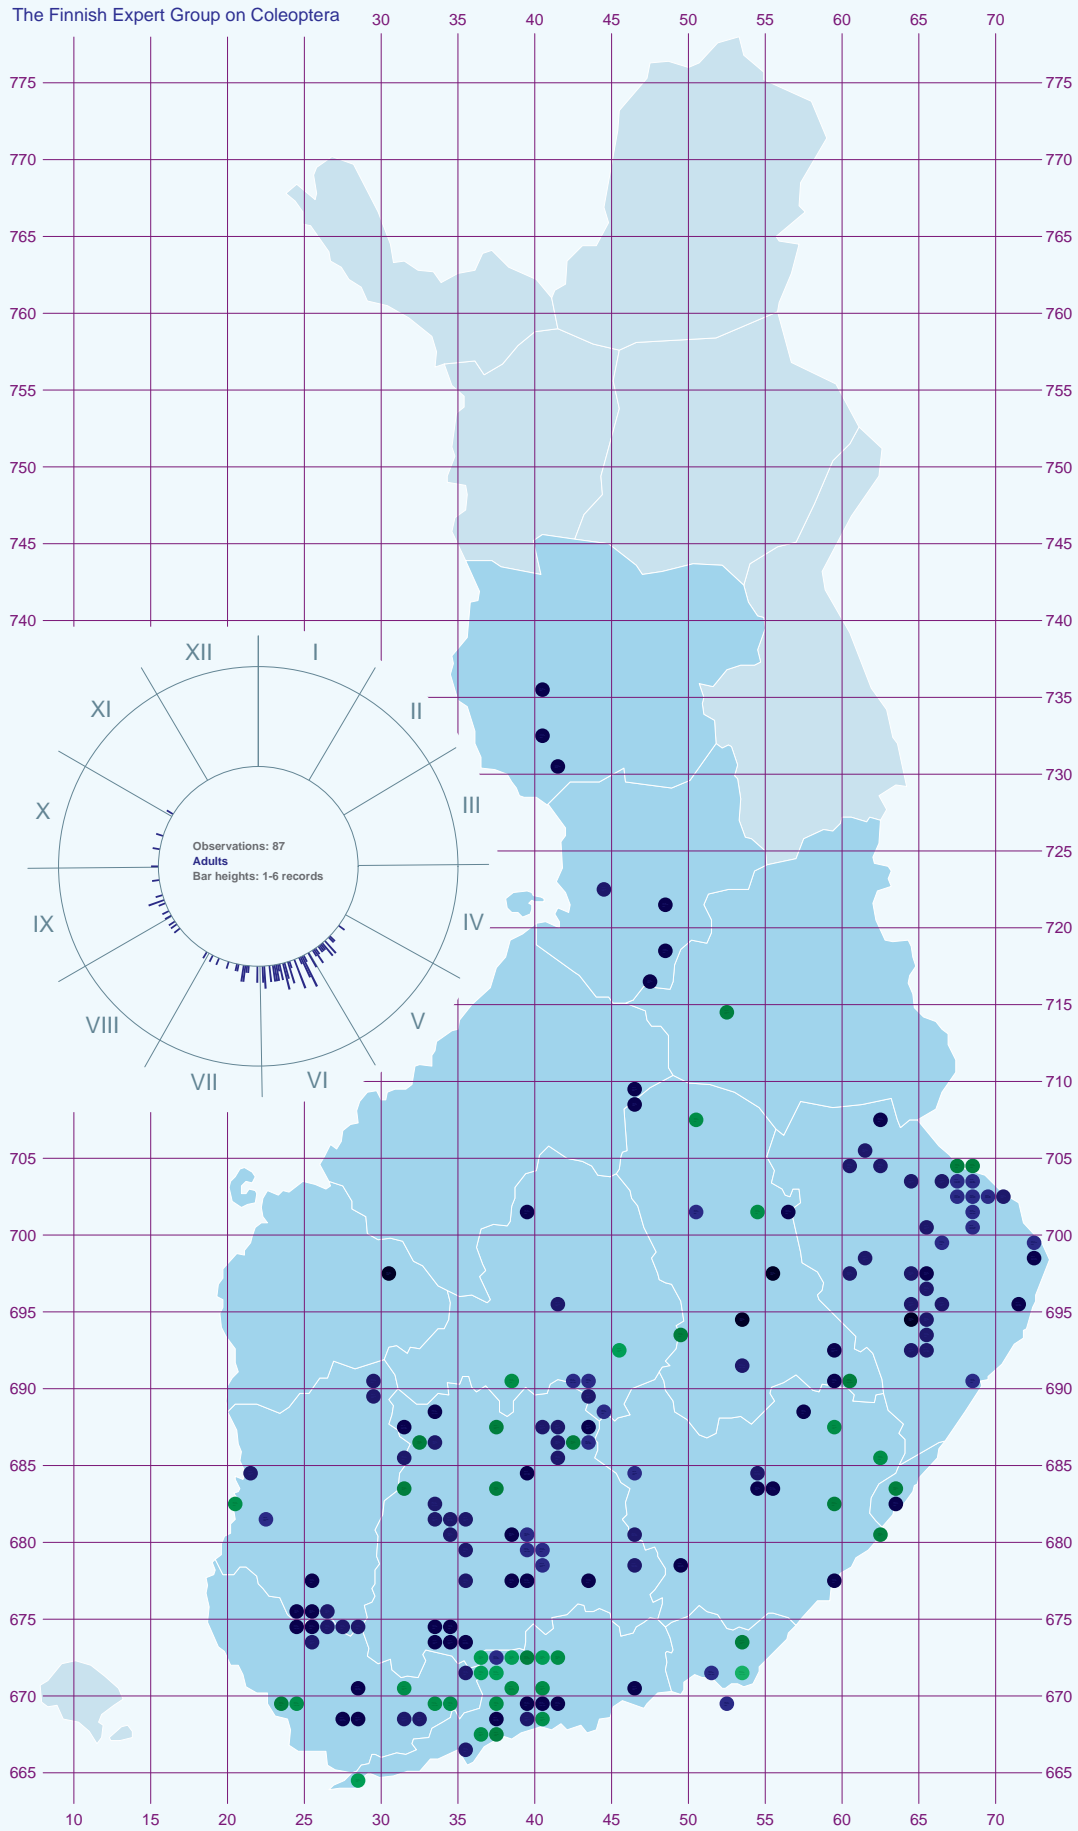 The Finnish Expert Group on Coleoptera
30 35 40 45 50 55 60 65 70
775 775
770 770
765 765
760 760
755 755
750 750
745 745
740 740
XII I
XI II
735
730
X III
Observations: 87
Adults
Bar heights: 1-6 records
725
IX IV
720
715
VIII V
VII VI
710
705 705
700 700
695 695
690 690
685 685
680 680
675 675
670 670
665 665
10 15 20 25 30 35 40 45 50 55 60 65 70